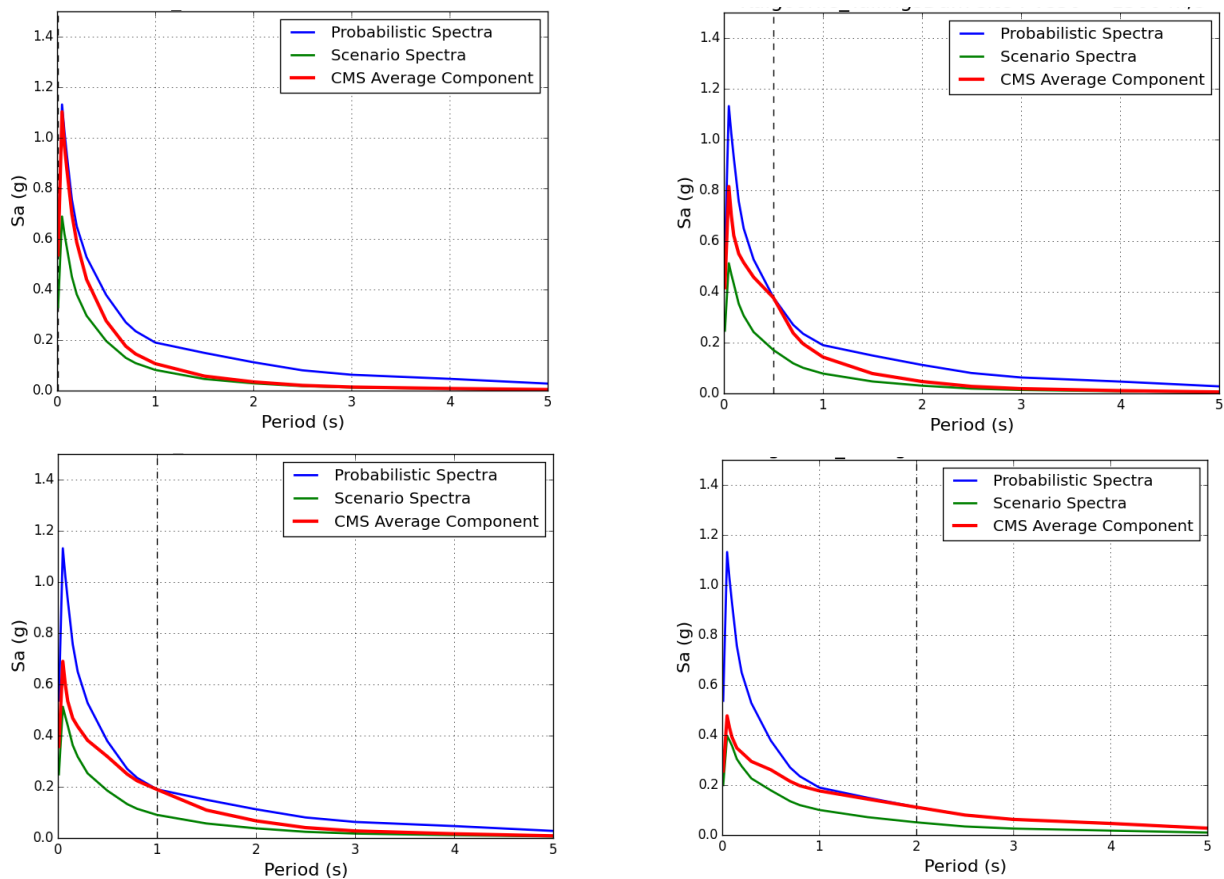 1.4
1.2
1.0
0.8
0.6
0.4
0.2
0.0
Sa (g)
0 1 2 3 4 5
Period (s)
Probabilistic Spectra
Scenario Spectra
CMS Average Component
1.4
1.2
1.0
0.8
0.6
0.4
0.2
0.0
Sa (g)
0 1 2 3 4 5
Period (s)
Probabilistic Spectra
Scenario Spectra
CMS Average Component
1.4
1.2
1.0
0.8
0.6
0.4
0.2
0.0
Sa (g)
0 1 2 3 4 5
Period (s)
Probabilistic Spectra
Scenario Spectra
CMS Average Component
1.4
1.2
1.0
0.8
0.6
0.4
0.2
0.0
Sa (g)
0 1 2 3 4 5
Period (s)
Probabilistic Spectra
Scenario Spectra
CMS Average Component